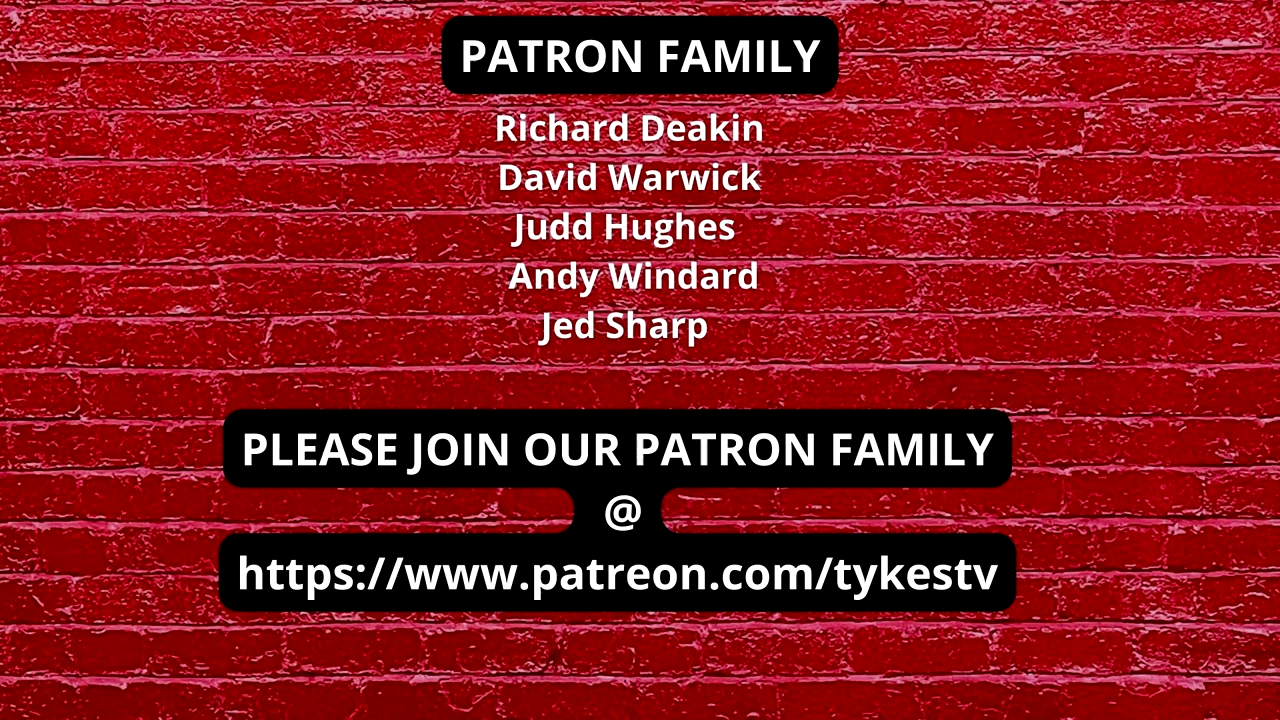 PATRON FAMILY
Richard Deakin
David Warwick
Judd Hughes
Andy Windard
Jed Sharp
PLEASE JOIN OUR PATRON FAMILY
@
https://www.patreon.com/tykestv